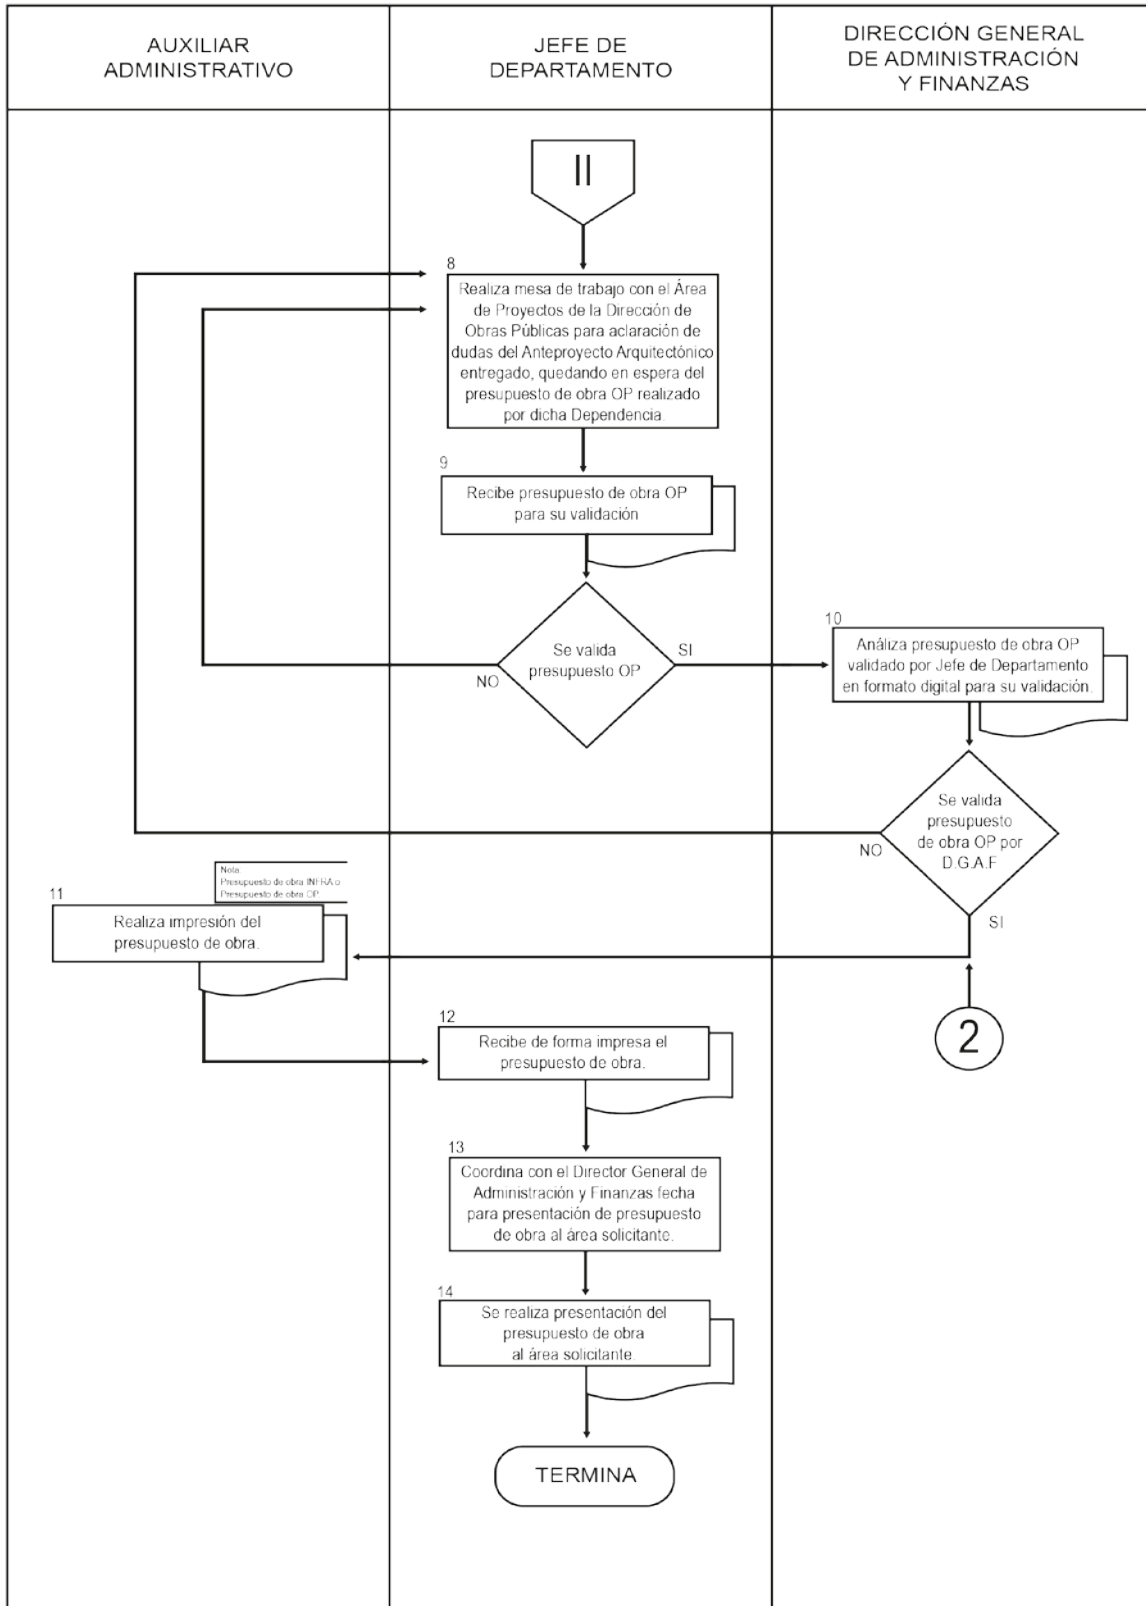 AUXILIAR
ADMINISTRATIVO
JEFE DE
DEPARTAMENTO
DIRECCIÓN GENERAL
DE ADMINISTRACIÓN
Y FINANZAS
II
8
Realiza mesa de trabajo con el Área
de Proyectos de la Dirección de
Obras Públicas para aclaración de
dudas del Anteproyecto Arquitectónico
entregado, quedando en espera del
presupuesto de obra OP realizado
por dicha Dependencia.
9
Recibe presupuesto de obra OP
para su validación
Se valida
presupuesto OP
NO
SI
10
Análiza presupuesto de obra OP
validado por Jefe de Departamento
en formato digital para su validación.
Se valida
presupuesto
de obra OP por
D.G.A.F
NO
SI
Nota:
Presupuesto de obra INFRA o
Presupuesto de obra OP.
11
Realiza impresión del
presupuesto de obra.
2
12
Recibe de forma impresa el
presupuesto de obra.
13
Coordina con el Director General de
Administración y Finanzas fecha
para presentación de presupuesto
de obra al área solicitante.
14
Se realiza presentación del
presupuesto de obra
al área solicitante.
TERMINA